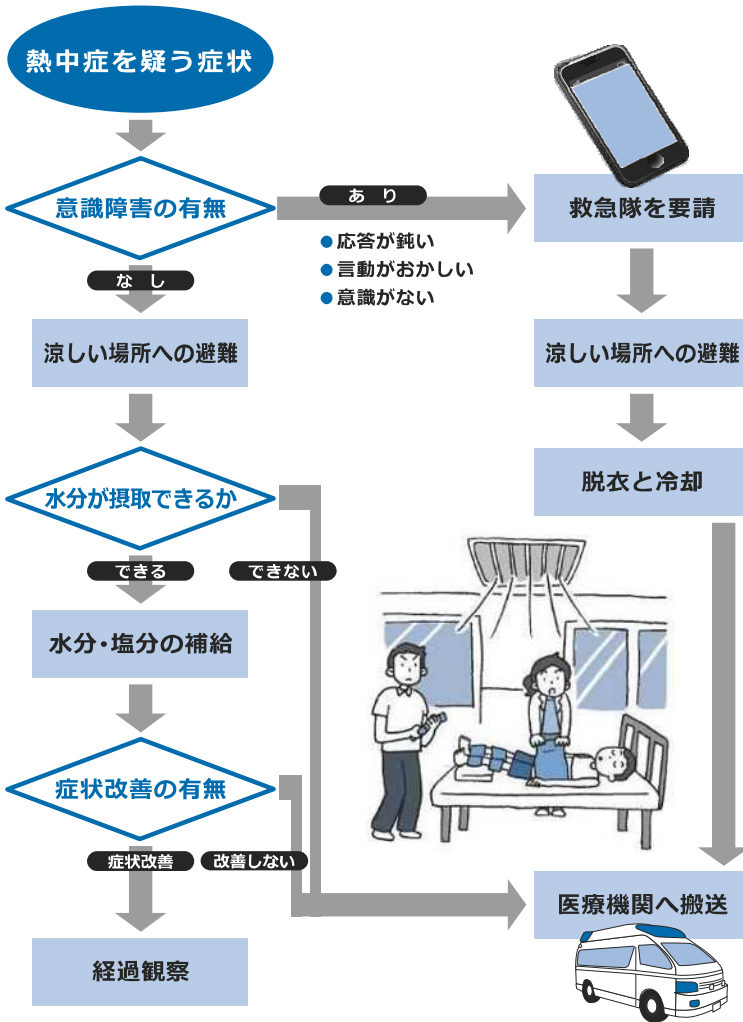 熱中症を疑う症状
意識障害の有無
あり
応答が鈍い
言動がおかしい
意識がない
救急隊を要請
なし
涼しい場所への避難
涼しい場所への避難
水分が摂取できるか
脱衣と冷却
できる
できない
水分・塩分の補給
症状改善の有無
症状改善
改善しない
医療機関へ搬送
経過観察